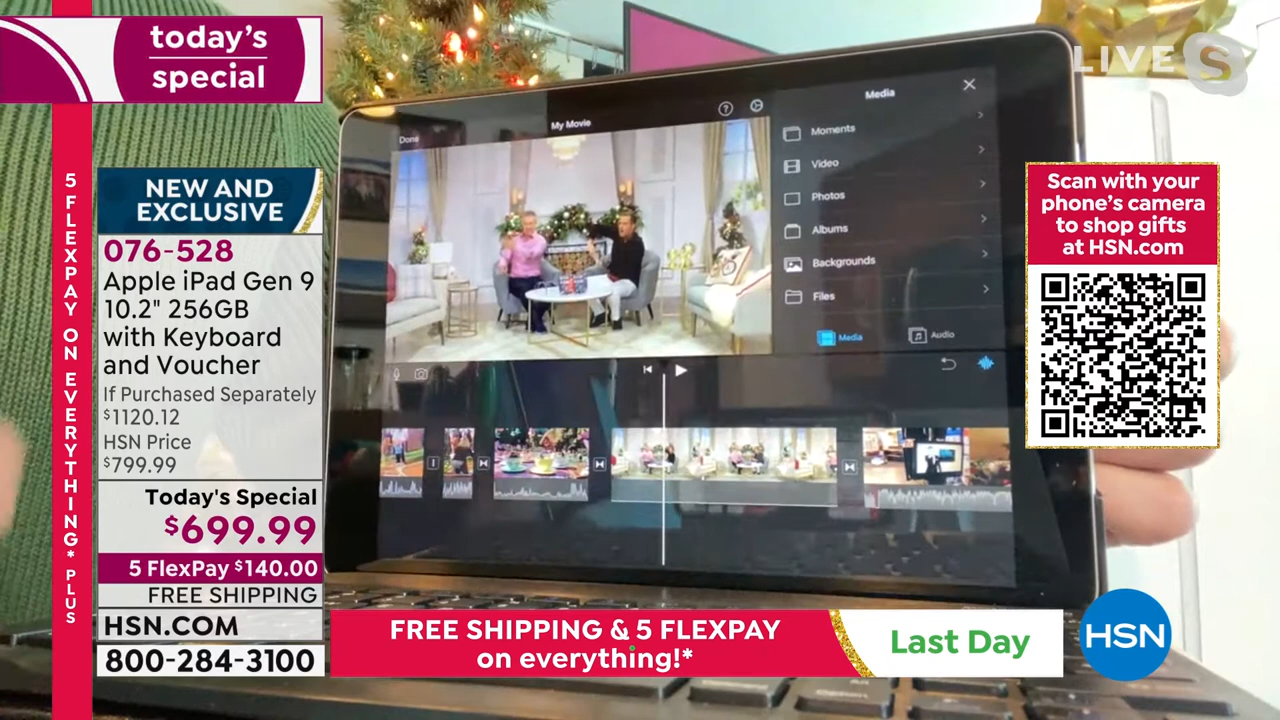 today's
special
LIVE S
5 FLEXPAY ON EVERYTHING* PLUS
NEW AND
EXCLUSIVE
076-528
Apple iPad Gen 9
10.2" 256GB
with Keyboard
and Voucher
If Purchased Separately
$1120.12
HSN Price
$799.99
Today's Special
$699.99
5 FlexPay $140.00
FREE SHIPPING
HSN.COM
800-284-3100
Done
My Movie
?
Media
Moments
Video
Photos
Albums
Backgrounds
Files
Media
Audio
Scan with your
phone's camera
to shop gifts
at HSN.com
FREE SHIPPING & 5 FLEXPAY
on everything!*
Last Day
HSN